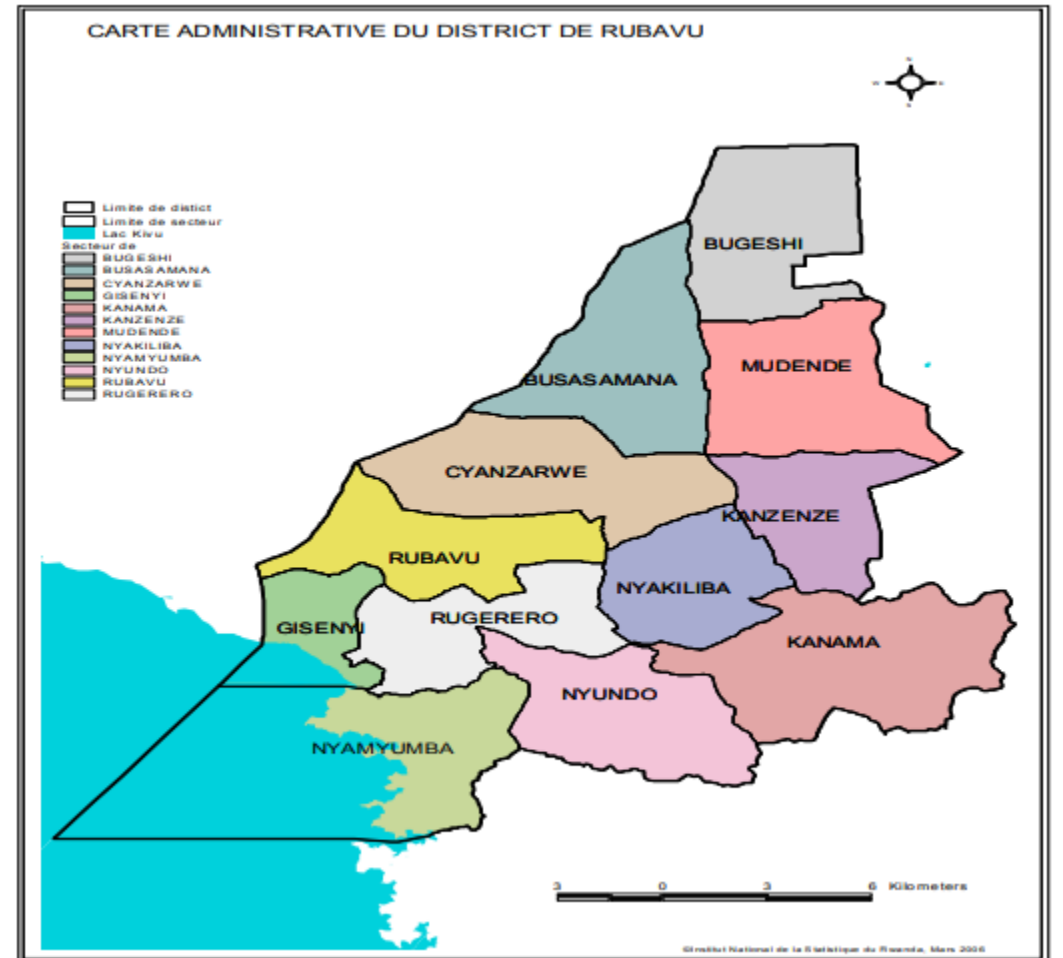 CARTE ADMINISTRATIVE DU DISTRICT DE RUBAVU
N
W E
S
Limite de distict
Limite de secteur
Lac Kivu
Secteur de
BUGESHI
BUSASAMANA
CYANZARWE
GISENYI
KANAMA
KANZENZE
MUDENDE
NYAKILIBA
NYAMYUMBA
NYUNDO
RUBAVU
RUGERERO
BUGESHI
MUDENDE
BUSASAMANA
CYANZARWE
KANZENZE
RUBAVU
NYAKILIBA
RUGERERO
GISENYI
KANAMA
NYUNDO
NYAMYUMBA
3 0 3 6 Kilometers
©Institut National de la Statistique du Rwanda, Mars 2006